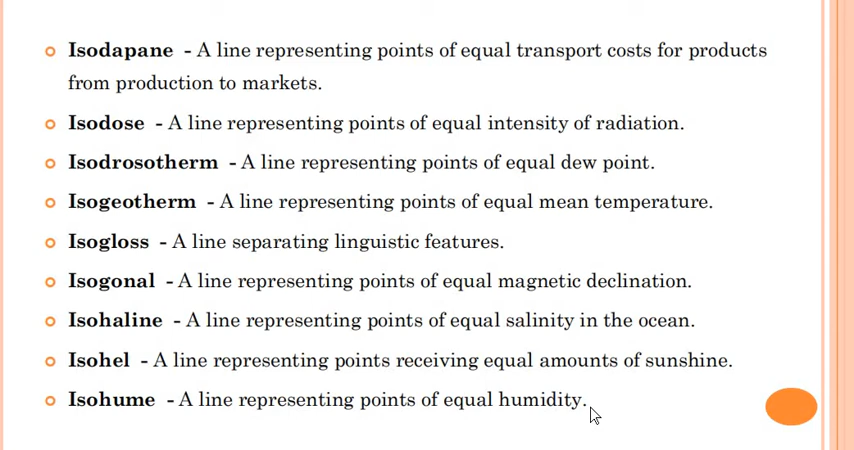 Isodapane - A line representing points of equal transport costs for products
from production to markets.
Isodose - A line representing points of equal intensity of radiation.
Isodrosotherm - A line representing points of equal dew point.
Isogeotherm - A line representing points of equal mean temperature.
Isogloss - A line separating linguistic features.
Isogonal - A line representing points of equal magnetic declination.
Isohaline - A line representing points of equal salinity in the ocean.
Isohel - A line representing points receiving equal amounts of sunshine.
Isohume - A line representing points of equal humidity.